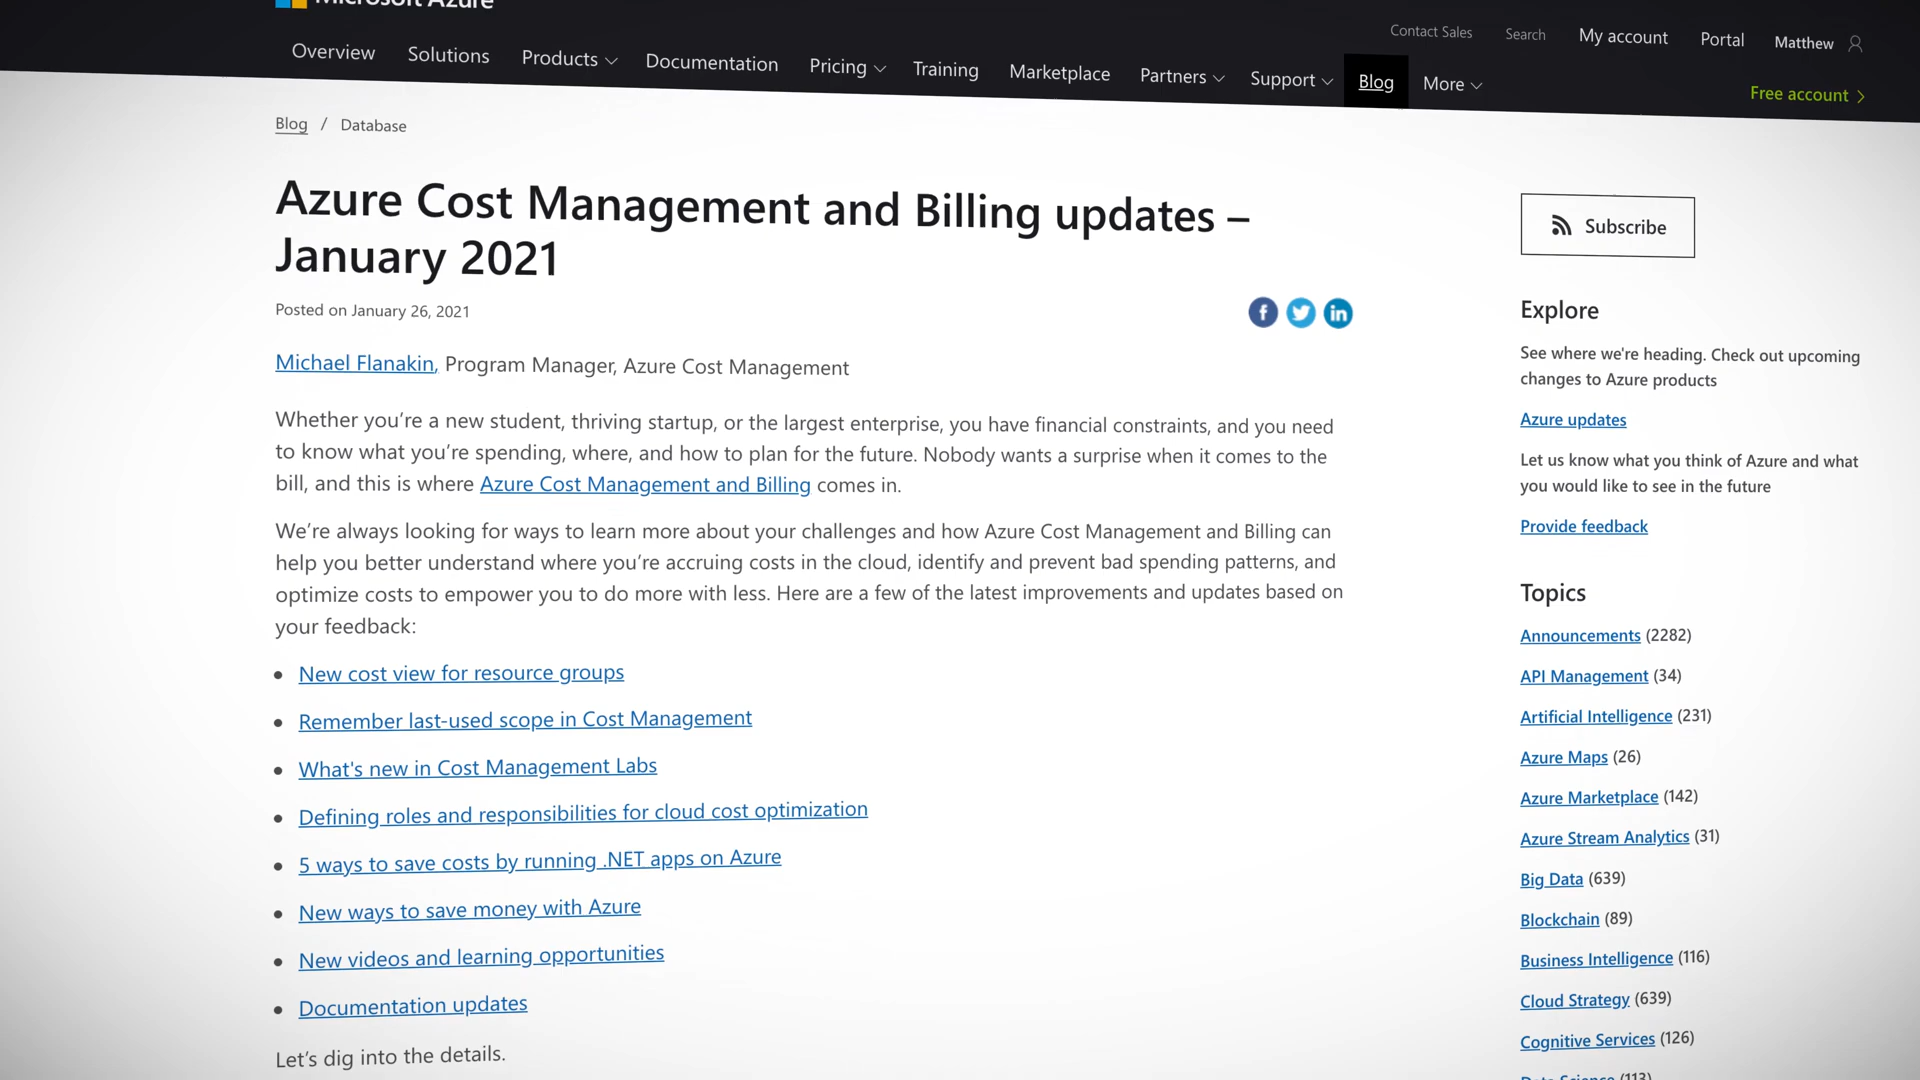 Microsoft Azure
Contact Sales Search My account Portal Matthew
Overview Solutions Products Documentation Pricing Training Marketplace Partners Support Blog More
Free account
Blog / Database
Azure Cost Management and Billing updates –
January 2021
Posted on January 26, 2021
Michael Flanakin, Program Manager, Azure Cost Management
Whether you’re a new student, thriving startup, or the largest enterprise, you have financial constraints, and you need
to know what you’re spending, where, and how to plan for the future. Nobody wants a surprise when it comes to the
bill, and this is where Azure Cost Management and Billing comes in.
We’re always looking for ways to learn more about your challenges and how Azure Cost Management and Billing can
help you better understand where you’re accruing costs in the cloud, identify and prevent bad spending patterns, and
optimize costs to empower you to do more with less. Here are a few of the latest improvements and updates based on
your feedback:
New cost view for resource groups
Remember last-used scope in Cost Management
What's new in Cost Management Labs
Defining roles and responsibilities for cloud cost optimization
5 ways to save costs by running .NET apps on Azure
New ways to save money with Azure
New videos and learning opportunities
Documentation updates
Let’s dig into the details.
Subscribe
Explore
See where we're heading. Check out upcoming
changes to Azure products
Azure updates
Let us know what you think of Azure and what
you would like to see in the future
Provide feedback
Topics
Announcements (2282)
API Management (34)
Artificial Intelligence (231)
Azure Maps (26)
Azure Marketplace (142)
Azure Stream Analytics (31)
Big Data (639)
Blockchain (89)
Business Intelligence (116)
Cloud Strategy (639)
Cognitive Services (126)
Data Science (113)